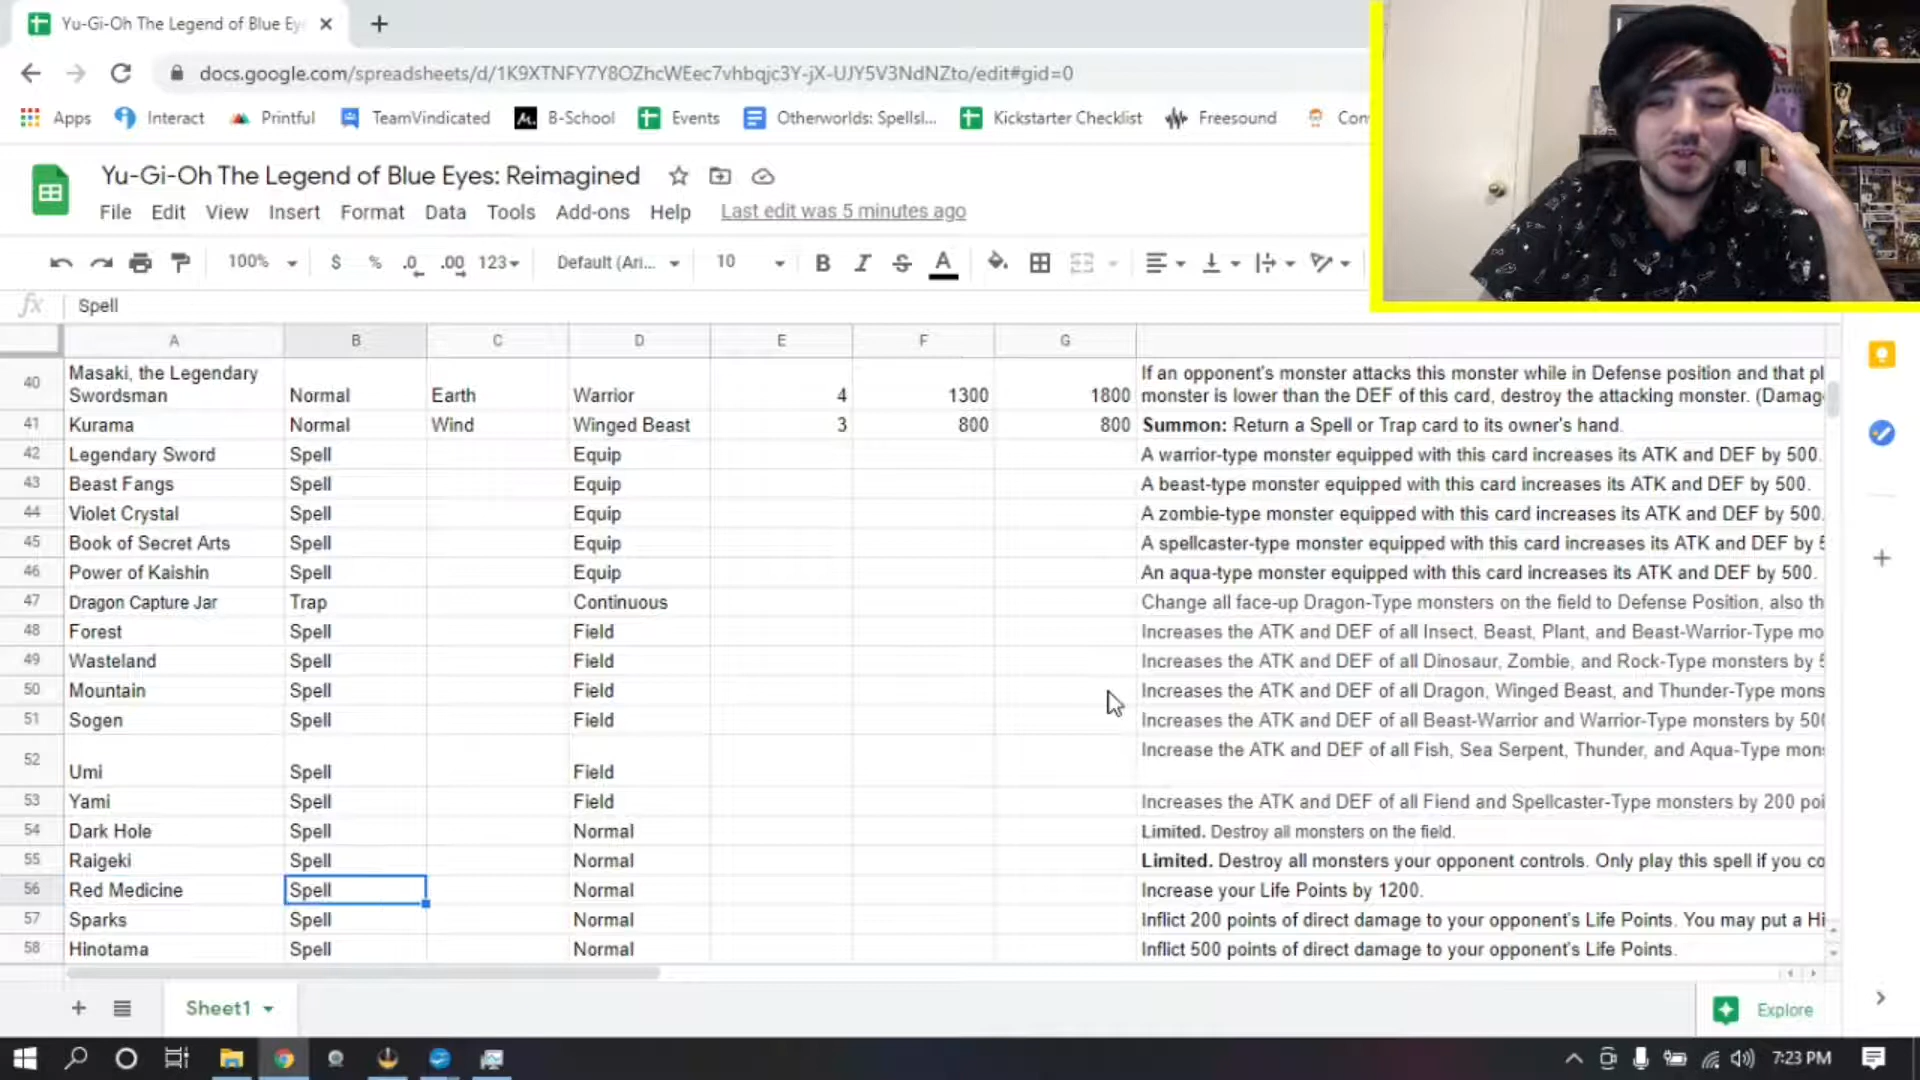 Yu-Gi-Oh The Legend of Blue Ey
docs.google.com/spreadsheets/d/1K9XTNFY7Y8OZhcWEec7vhbqjc3Y-jX-UJY5V3NdNZto/edit#gid=0
Apps Interact Printful TeamVindicated B-School Events Otherworlds: Spellsl... Kickstarter Checklist Freesound Con
Yu-Gi-Oh The Legend of Blue Eyes: Reimagined
File Edit View Insert Format Data Tools Add-ons Help Last edit was 5 minutes ago
100% $ % .0 .00 123 Default (Ari... 10 B I S A
fx Spell
A B C D E F G
40 Masaki, the Legendary Swordsman Normal Earth Warrior 4 1300 1800 If an opponent's monster attacks this monster while in Defense position and that pl
monster is lower than the DEF of this card, destroy the attacking monster. (Damag
41 Kurama Normal Wind Winged Beast 3 800 800 Summon: Return a Spell or Trap card to its owner's hand.
42 Legendary Sword Spell Equip A warrior-type monster equipped with this card increases its ATK and DEF by 500.
43 Beast Fangs Spell Equip A beast-type monster equipped with this card increases its ATK and DEF by 500.
44 Violet Crystal Spell Equip A zombie-type monster equipped with this card increases its ATK and DEF by 500.
45 Book of Secret Arts Spell Equip A spellcaster-type monster equipped with this card increases its ATK and DEF by 5
46 Power of Kaishin Spell Equip An aqua-type monster equipped with this card increases its ATK and DEF by 500.
47 Dragon Capture Jar Trap Continuous Change all face-up Dragon-Type monsters on the field to Defense Position, also th
48 Forest Spell Field Increases the ATK and DEF of all Insect, Beast, Plant, and Beast-Warrior-Type mo
49 Wasteland Spell Field Increases the ATK and DEF of all Dinosaur, Zombie, and Rock-Type monsters by 5
50 Mountain Spell Field Increases the ATK and DEF of all Dragon, Winged Beast, and Thunder-Type mons
51 Sogen Spell Field Increases the ATK and DEF of all Beast-Warrior and Warrior-Type monsters by 500
52 Umi Spell Field Increase the ATK and DEF of all Fish, Sea Serpent, Thunder, and Aqua-Type mon
53 Yami Spell Field Increases the ATK and DEF of all Fiend and Spellcaster-Type monsters by 200 poi
54 Dark Hole Spell Normal Limited. Destroy all monsters on the field.
55 Raigeki Spell Normal Limited. Destroy all monsters your opponent controls. Only play this spell if you co
56 Red Medicine Spell Normal Increase your Life Points by 1200.
57 Sparks Spell Normal Inflict 200 points of direct damage to your opponent's Life Points. You may put a Hi
58 Hinotama Spell Normal Inflict 500 points of direct damage to your opponent's Life Points.
Sheet1 Explore
7:23 PM